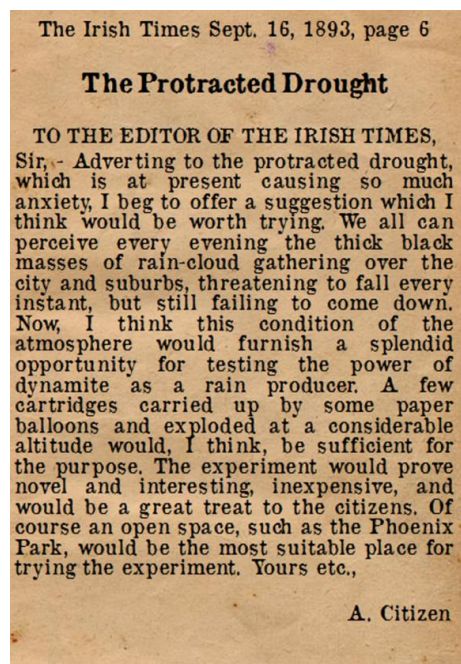 The Irish Times Sept. 16, 1893, page 6
The Protracted Drought
TO THE EDITOR OF THE IRISH TIMES,
Sir, - Adverting to the protracted drought,
which is at present causing so much
anxiety, I beg to offer a suggestion which I
think would be worth trying. We all can
perceive every evening the thick black
masses of rain-cloud gathering over the
city and suburbs, threatening to fall every
instant, but still failing to come down.
Now, I think this condition of the
atmosphere would furnish a splendid
opportunity for testing the power of
dynamite as a rain producer. A few
cartridges carried up by some paper
balloons and exploded at a considerable
altitude would, I think, be sufficient for
the purpose. The experiment would prove
novel and interesting, inexpensive, and
would be a great treat to the citizens. Of
course an open space, such as the Phoenix
Park, would be the most suitable place for
trying the experiment. Yours etc.,
A. Citizen